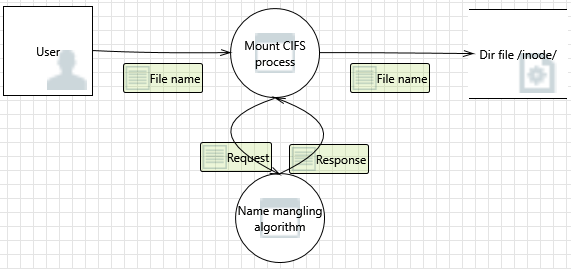 User
Mount CIFS
process
Dir file /inode/
File name
File name
Request
Response
Name mangling
algorithm